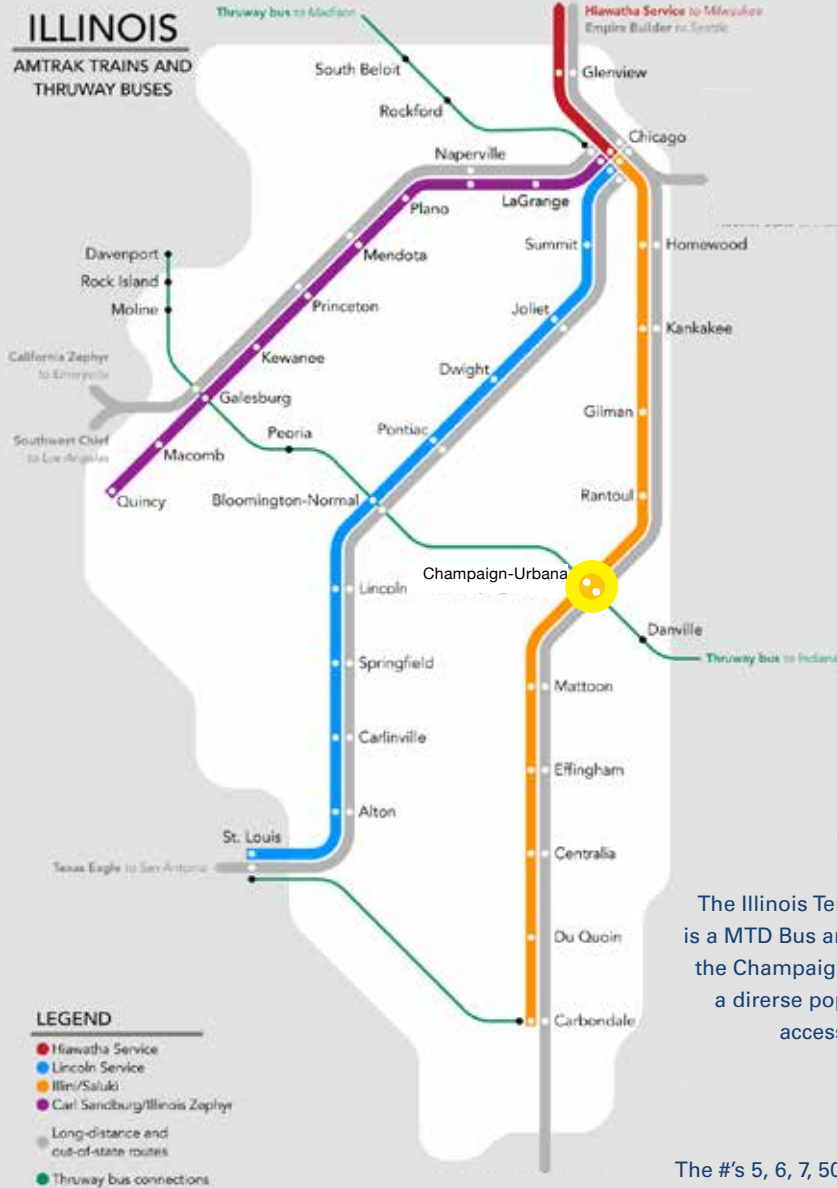 ILLINOIS
AMTRAK TRAINS AND
THRUWAY BUSES
Thruway bus to Madison
Hiawatha Service to Milwaukee
Empire Builder to Seattle
South Beloit
Glenview
Rockford
Chicago
Naperville
LaGrange
Plano
Summit
Homewood
Davenport
Mendota
Rock Island
Princeton
Joliet
Moline
Kankakee
California Zephyr
to Emeryville
Kewanee
Dwight
Galesburg
Gilman
Southwest Chief
to Los Angeles
Peoria
Pontiac
Macomb
Quincy
Bloomington-Normal
Rantoul
Champaign-Urbana
Lincoln
Danville
Thruway bus to Indiana
Springfield
Mattoon
Carlinville
Effingham
Alton
St. Louis
Texas Eagle to San Antonio
Centralia
The Illinois Te
is a MTD Bus a
Du Quoin
the Champaig
a direrse po
Carbondale
access
LEGEND
Hiawatha Service
Lincoln Service
Illini/Saluki
Carl Sandburg/Illinois Zephyr
Long-distance and
out-of-state routes
Thruway bus connections
The #'s 5, 6, 7, 50